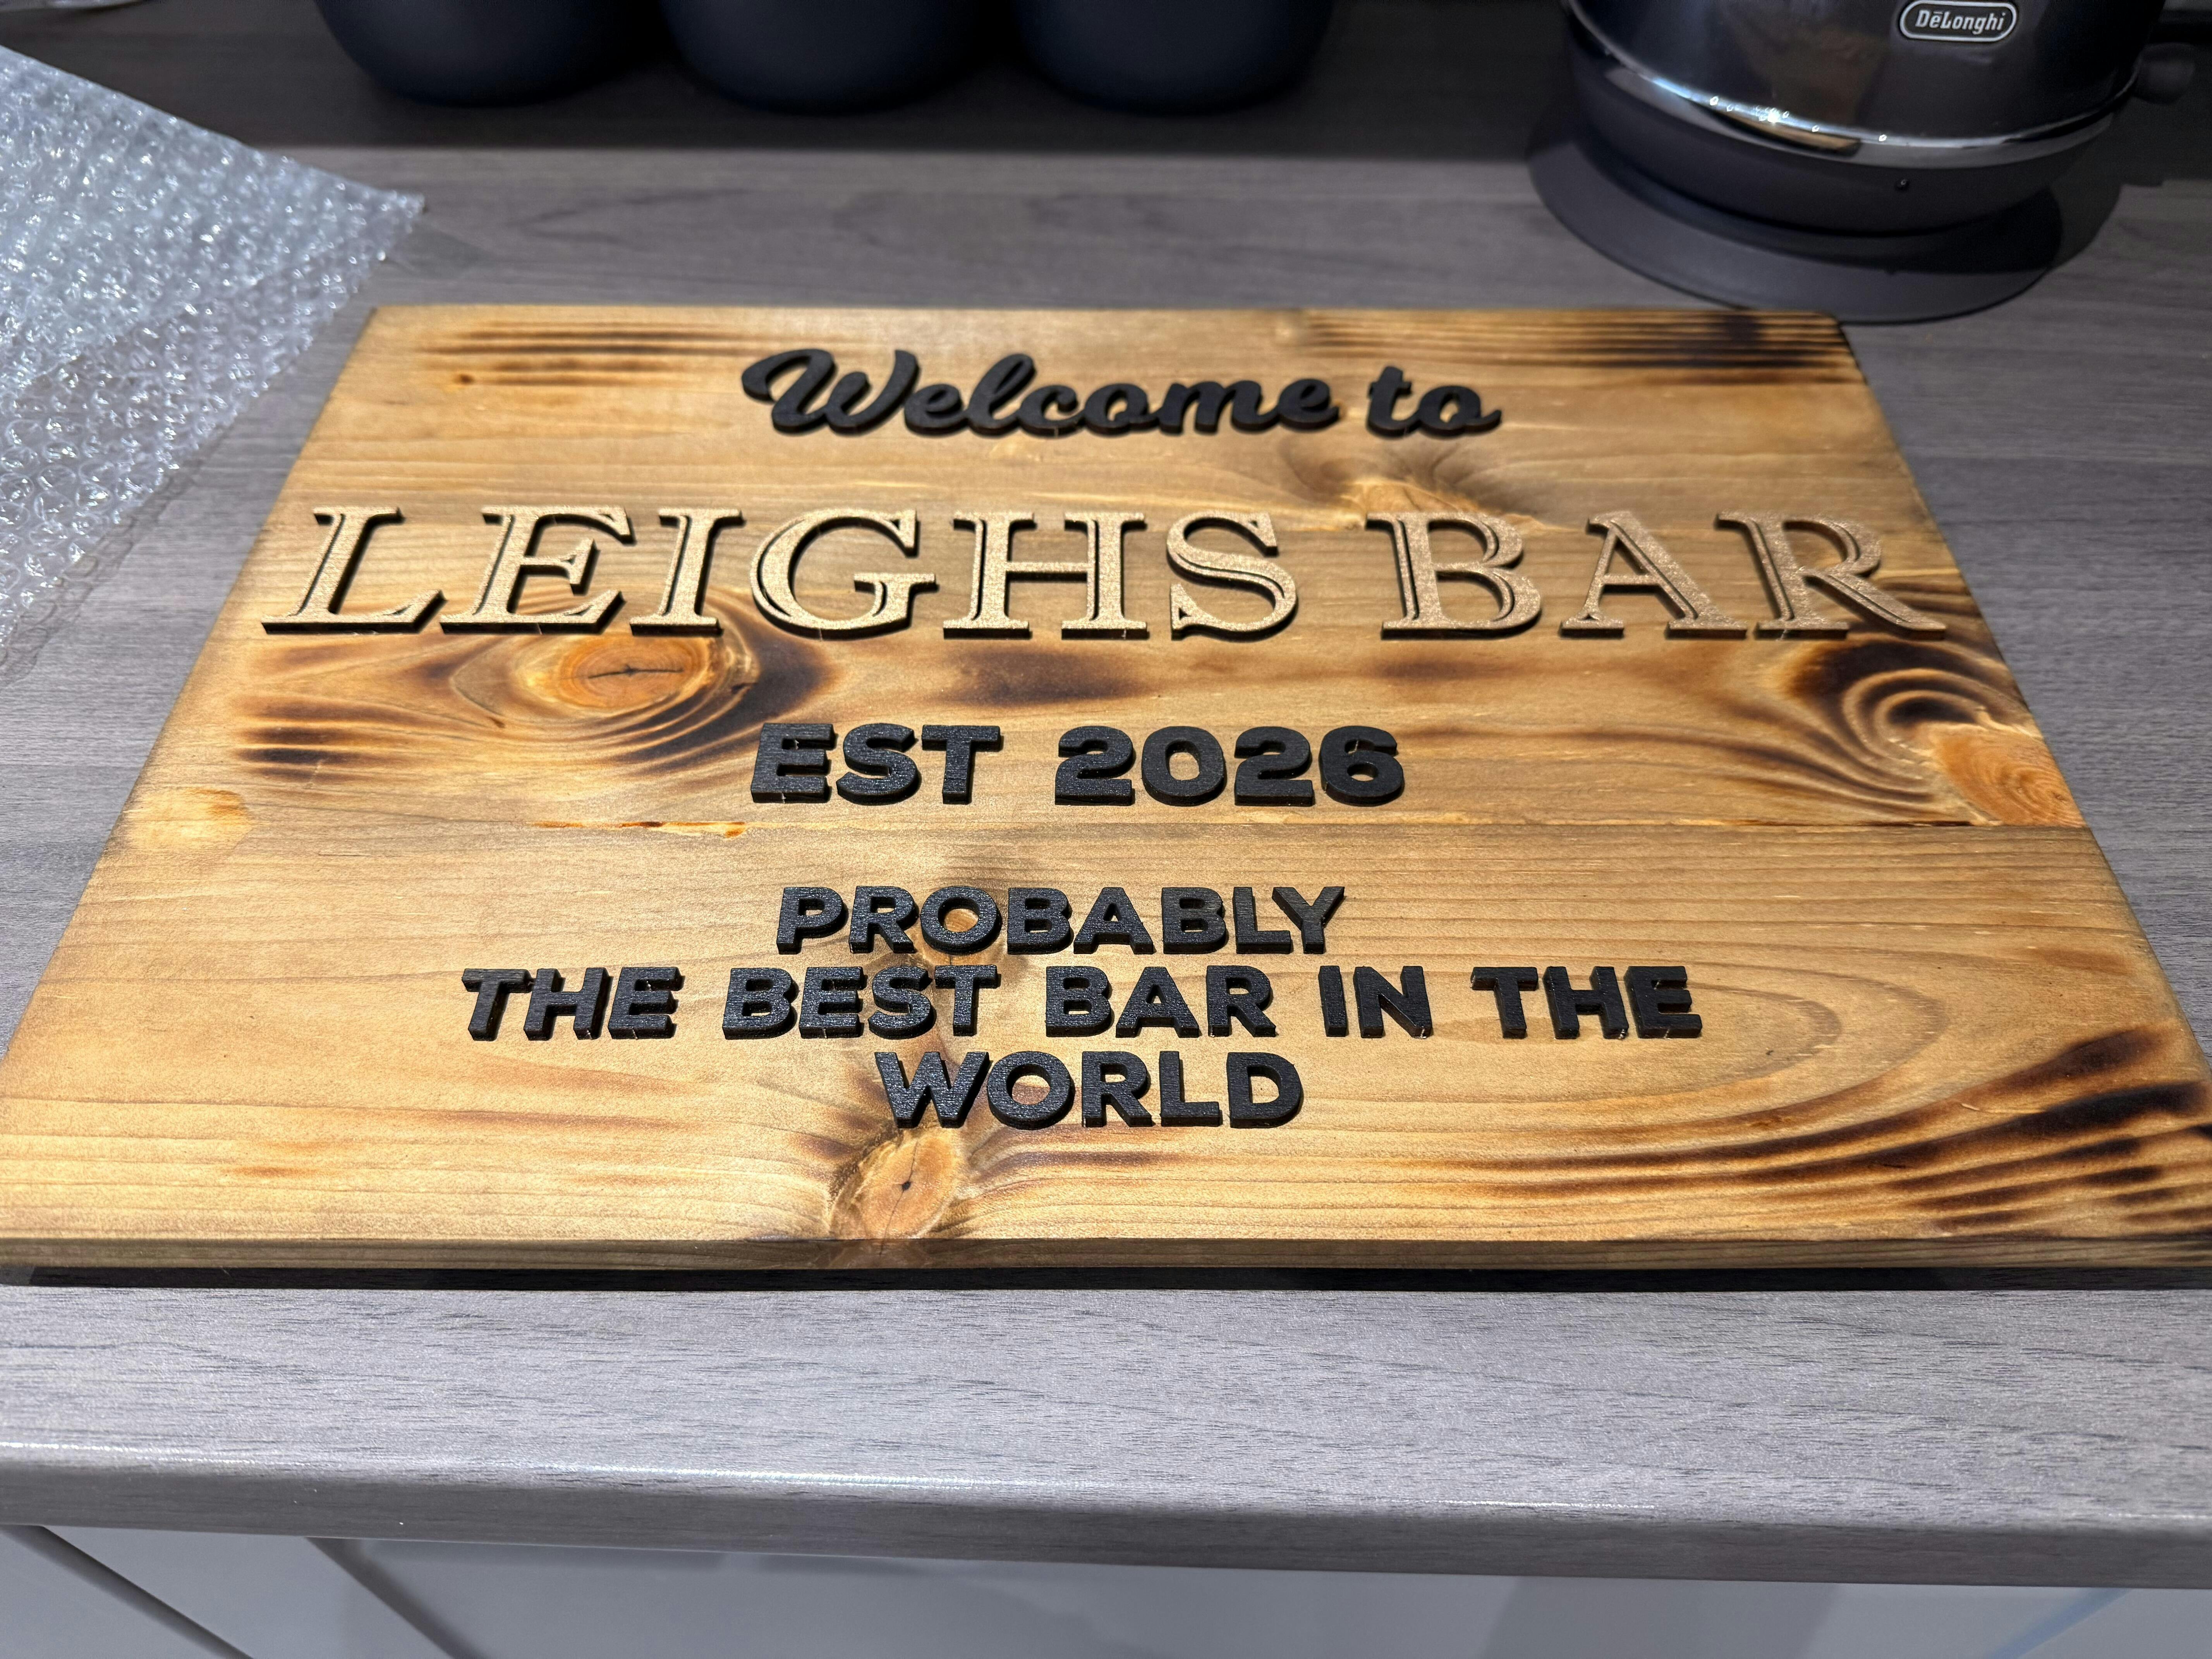 DeLonghi
Welcome to
LEIGHS BAR
EST 2026
PROBABLY
THE BEST BAR IN THE
WORLD